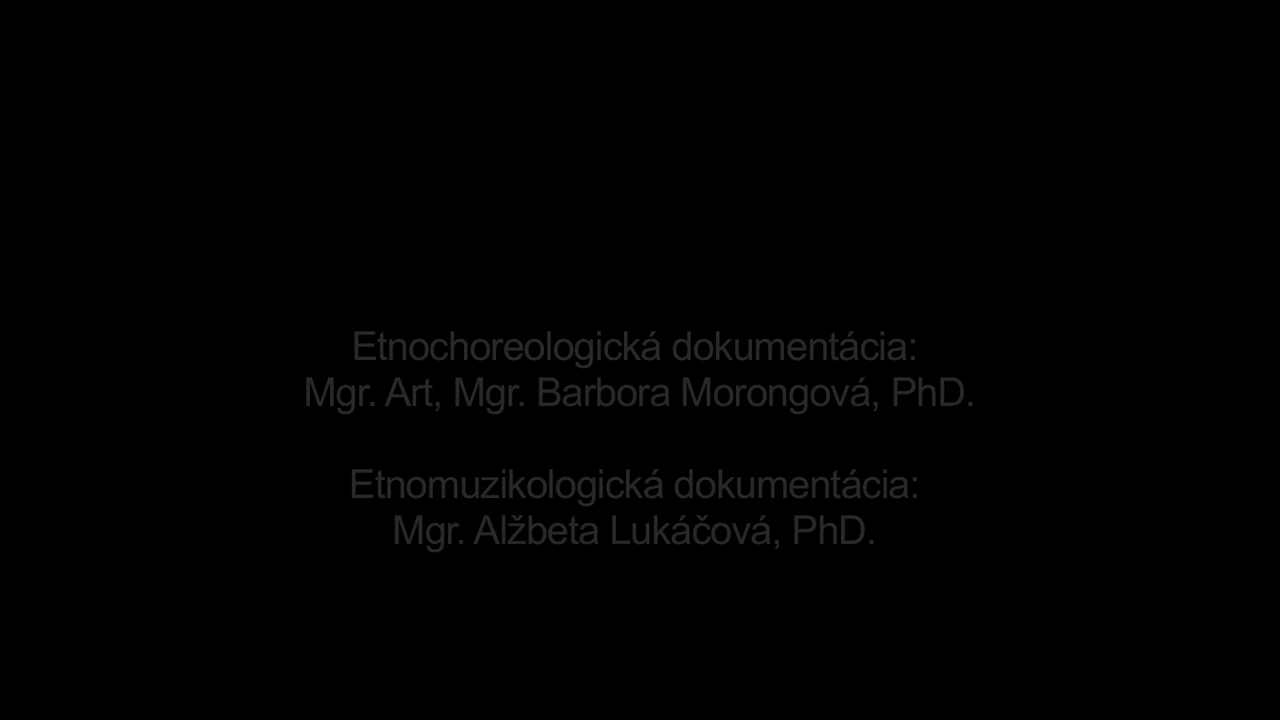 Etnochoreologická dokumentácia:
Mgr. Art, Mgr. Barbora Morongová, PhD.
Etnomuzikologická dokumentácia:
Mgr. Alžbeta Lukáčová, PhD.